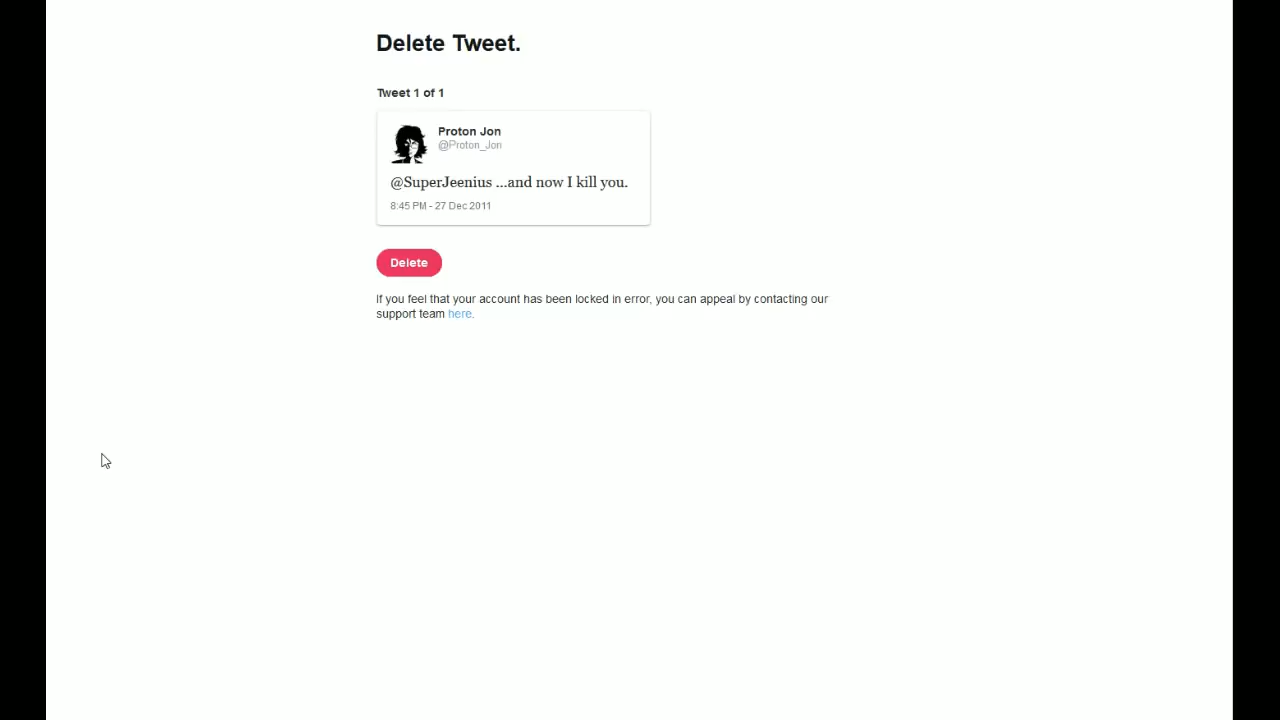 Delete Tweet.
Tweet 1 of 1
Proton Jon
@Proton_Jon
@SuperJeenius ...and now I kill you.
8:45 PM - 27 Dec 2011
Delete
If you feel that your account has been locked in error, you can appeal by contacting our
support team here.